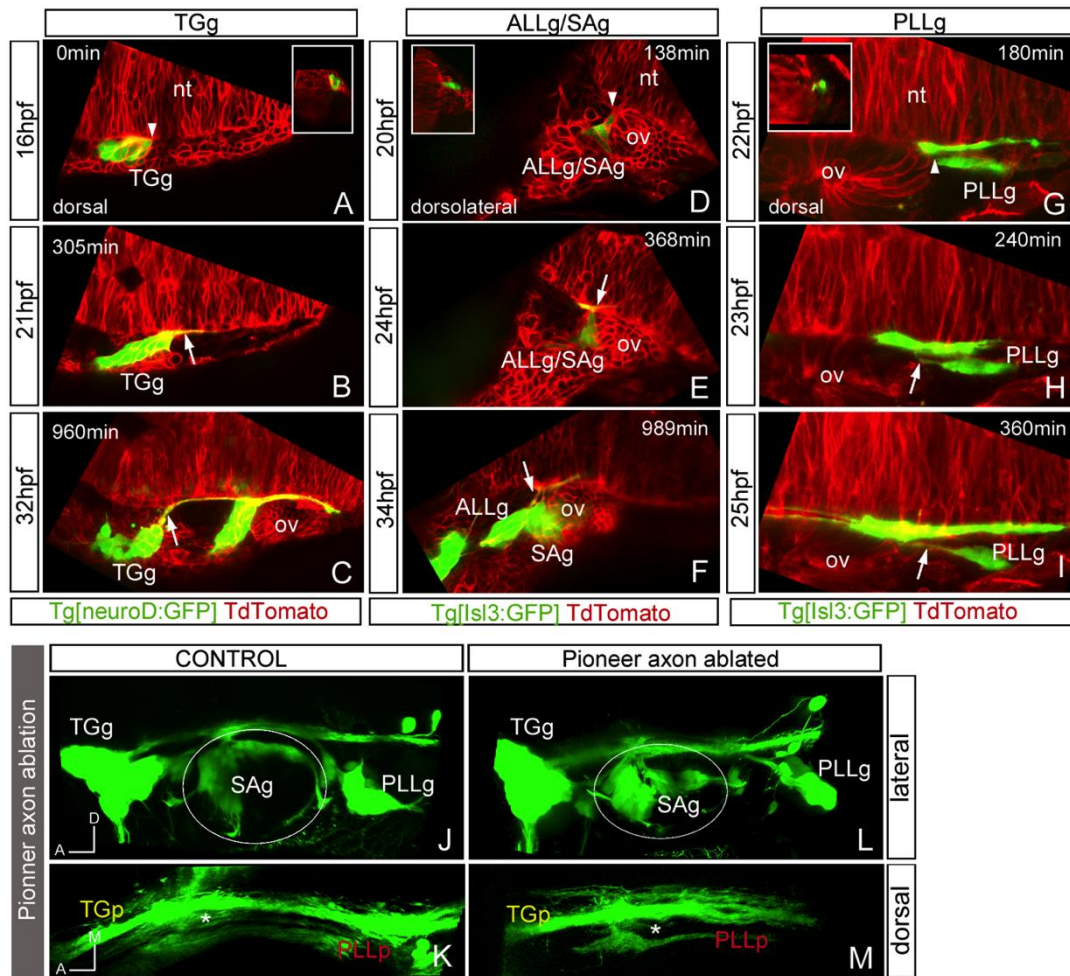 TGg
ALLg/SAg
PLLg
16hpf
0min
nt
TGg
dorsal
A
20hpf
138min
nt
ov
ALLg/SAg
dorsolateral
D
22hpf
180min
nt
ov
PLLg
dorsal
G
21hpf
305min
TGg
B
24hpf
368min
ov
ALLg/SAg
E
23hpf
240min
PLLg
ov
H
32hpf
960min
ov
TGg
C
34hpf
989min
ALLg
ov
SAg
F
25hpf
360min
ov
PLLg
I
Tg[neuroD:GFP] TdTomato
Tg[Isl3:GFP] TdTomato
Tg[Isl3:GFP] TdTomato
Pionner axon ablation
CONTROL
Pioneer axon ablated
TGg
SAg
PLLg
D
A
J
TGg
SAg
PLLg
L
lateral
TGp
M
*
A
PLLp
K
TGp
*
PLLp
M
dorsal